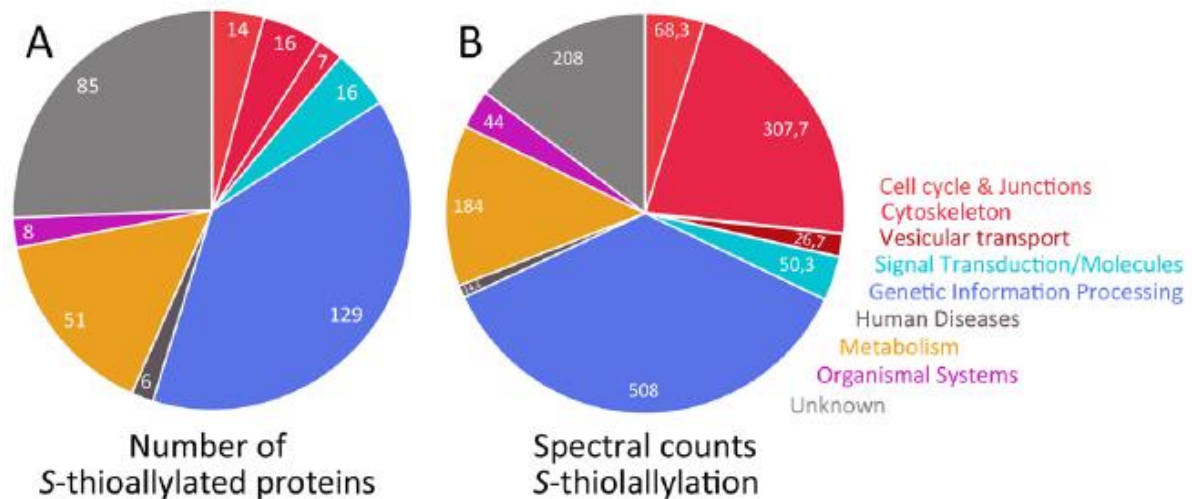 A
14
16
7
16
129
6
51
8
85
B
68,3
307,7
26,7
50,3
508
184
44
208
Cell cycle & Junctions
Cytoskeleton
Vesicular transport
Signal Transduction/Molecules
Genetic Information Processing
Human Diseases
Metabolism
Organismal Systems
Unknown
Number of
S-thioallylated proteins
Spectral counts
S-thiolallylation